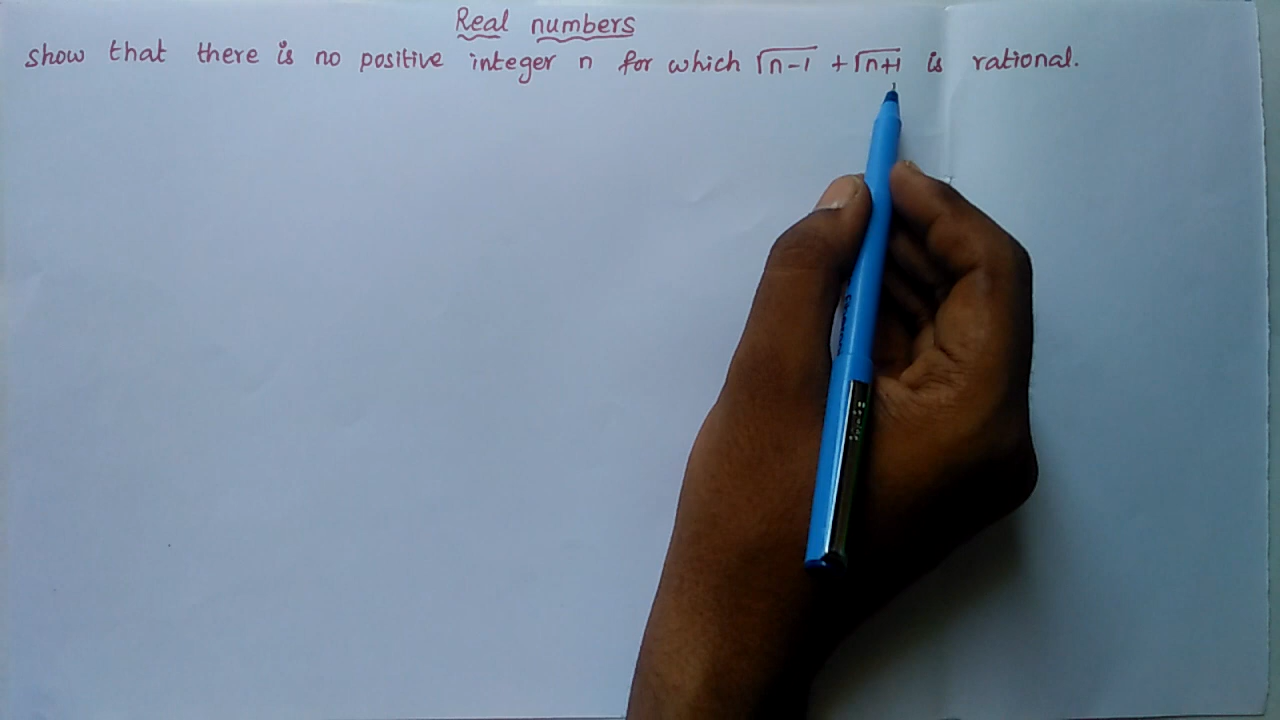 Real numbers
show that there is no positive integer n for which √n-1 + √n+1 is rational.